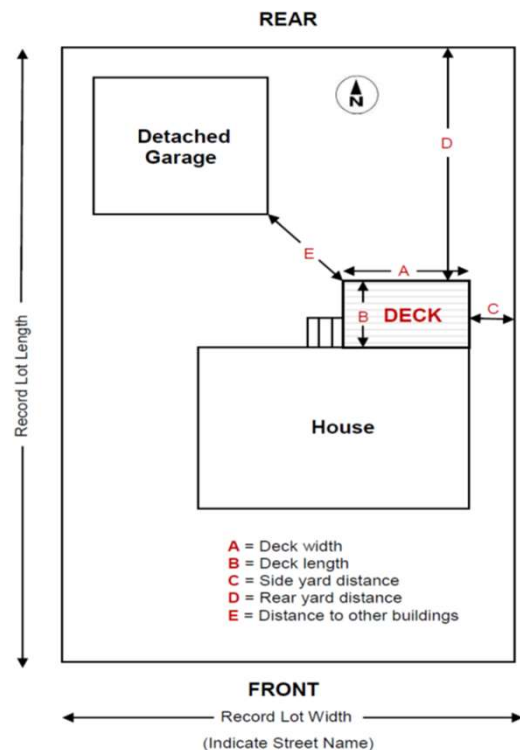 REAR
N
Detached
Garage
D
E
A
B
DECK
C
Record Lot Length
House
A = Deck width
B = Deck length
C = Side yard distance
D = Rear yard distance
E = Distance to other buildings
FRONT
Record Lot Width
(Indicate Street Name)